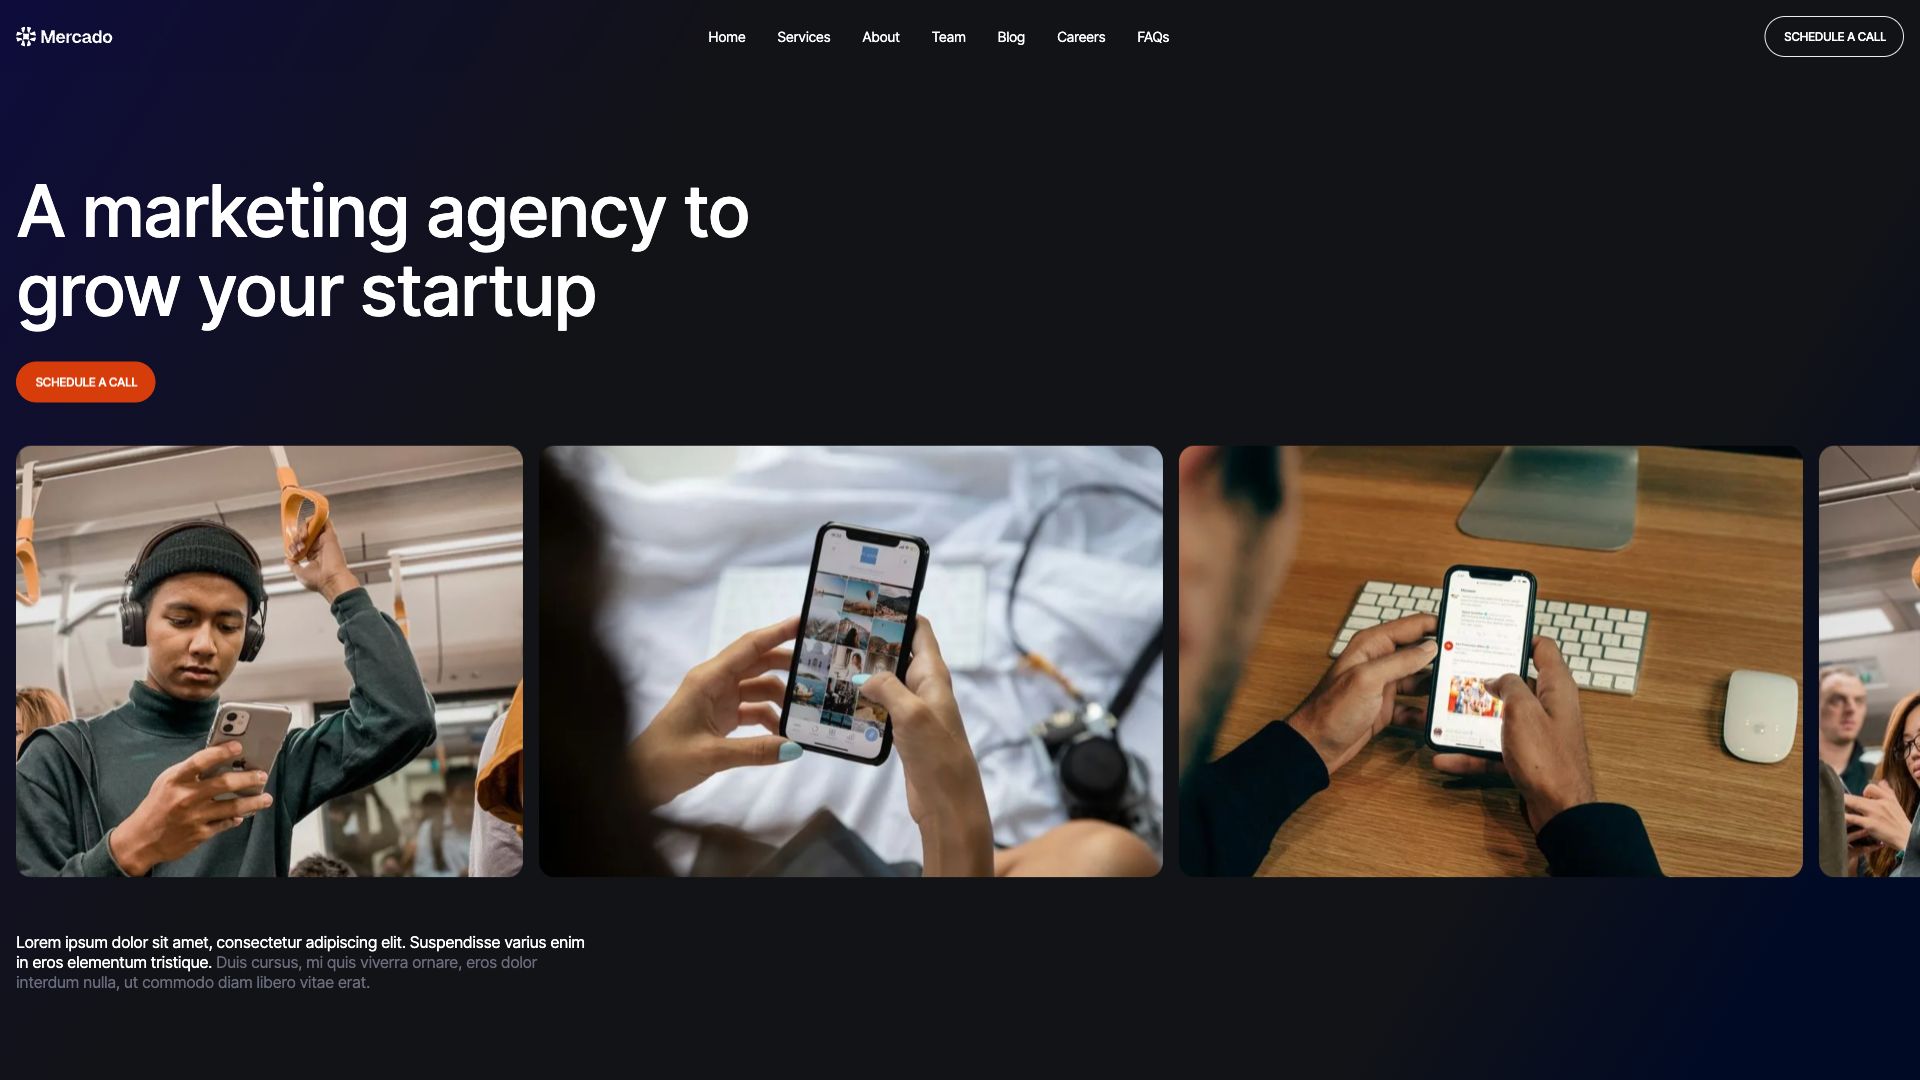 Mercado
Home Services About Team Blog Careers FAQs
SCHEDULE A CALL
A marketing agency to
grow your startup
SCHEDULE A CALL
Lorem ipsum dolor sit amet, consectetur adipiscing elit. Suspendisse varius enim
in eros elementum tristique. Duis cursus, mi quis viverra ornare, eros dolor
interdum nulla, ut commodo diam libero vitae erat.